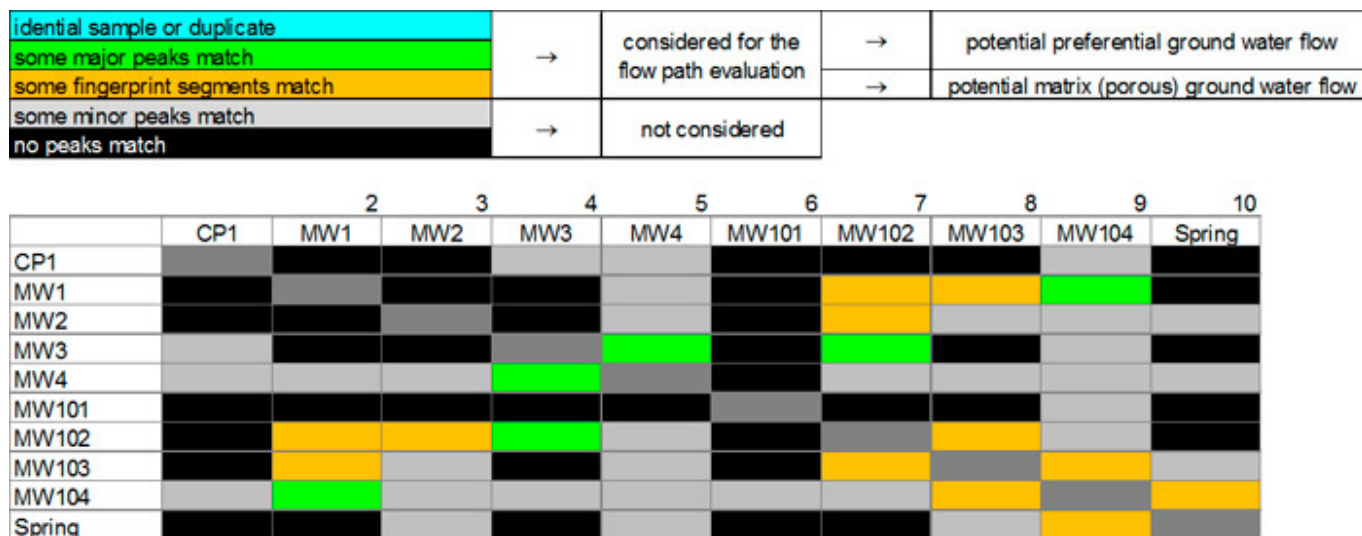 idential sample or duplicate
some major peaks match
some fingerprint segments match
some minor peaks match
no peaks match
→
considered for the
flow path evaluation
→
potential preferential ground water flow
→
potential matrix (porous) ground water flow
→
not considered
2 3 4 5 6 7 8 9 10
CP1 MW1 MW2 MW3 MW4 MW101 MW102 MW103 MW104 Spring
CP1
MW1
MW2
MW3
MW4
MW101
MW102
MW103
MW104
Spring